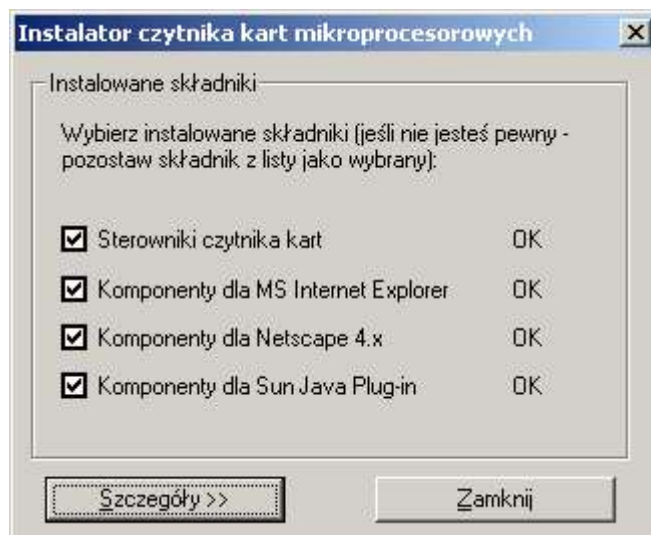 Instalator czytnika kart mikroprocesorowych
Instalowane składniki
Wybierz instalowane składniki (jeśli nie jesteś pewny -
pozostaw składnik z listy jako wybrany):
Sterowniki czytnika kart OK
Komponenty dla MS Internet Explorer OK
Komponenty dla Netscape 4.x OK
Komponenty dla Sun Java Plug-in OK
Szczegóły >> Zamknij